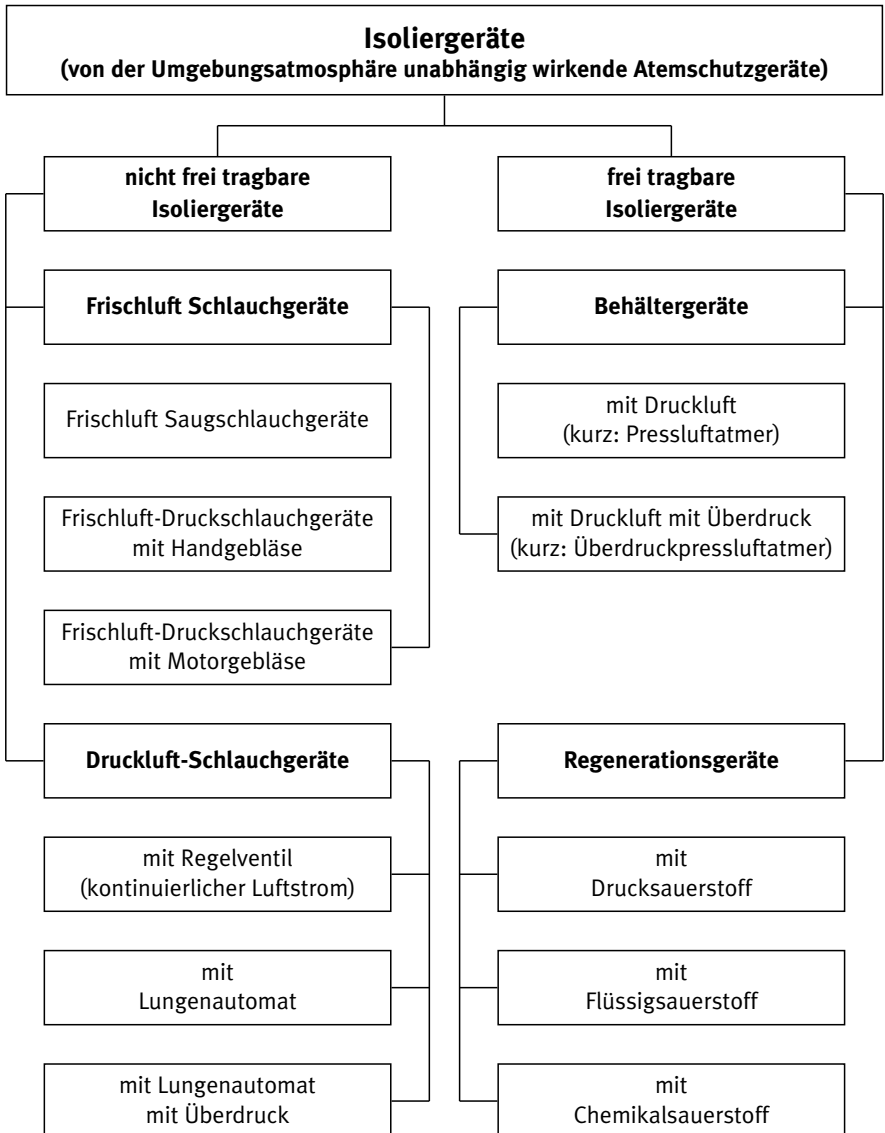 Isoliergeräte
(von der Umgebungsatmosphäre unabhängig wirkende Atemschutzgeräte)
nicht frei tragbare
Isoliergeräte
Frischluft Schlauchgeräte
Frischluft Saugschlauchgeräte
Frischluft-Druckschlauchgeräte
mit Handgebläse
Frischluft-Druckschlauchgeräte
mit Motorgebläse
Druckluft-Schlauchgeräte
mit Regelventil
(kontinuierlicher Luftstrom)
mit
Lungenautomat
mit Lungenautomat
mit Überdruck
frei tragbare
Isoliergeräte
Behältergeräte
mit Druckluft
(kurz: Pressluftatmer)
mit Druckluft mit Überdruck
(kurz: Überdruckpressluftatmer)
Regenerationsgeräte
mit
Drucksauerstoff
mit
Flüssigsauerstoff
mit
Chemikalsauerstoff